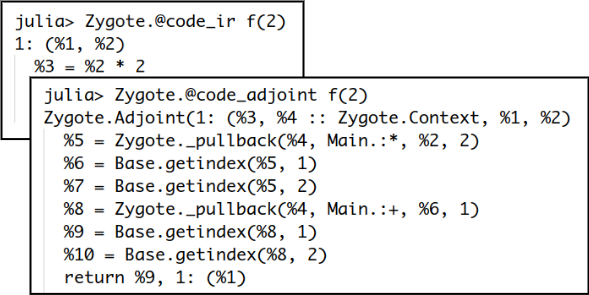 julia> Zygote.@code_ir f(2)
1: (%1, %2)
  %3 = %2 * 2
julia> Zygote.@code_adjoint f(2)
Zygote.Adjoint(1: (%3, %4 :: Zygote.Context, %1, %2)
  %5 = Zygote._pullback(%4, Main.:*, %2, 2)
  %6 = Base.getindex(%5, 1)
  %7 = Base.getindex(%5, 2)
  %8 = Zygote._pullback(%4, Main.:+, %6, 1)
  %9 = Base.getindex(%8, 1)
  %10 = Base.getindex(%8, 2)
  return %9, 1: (%1)